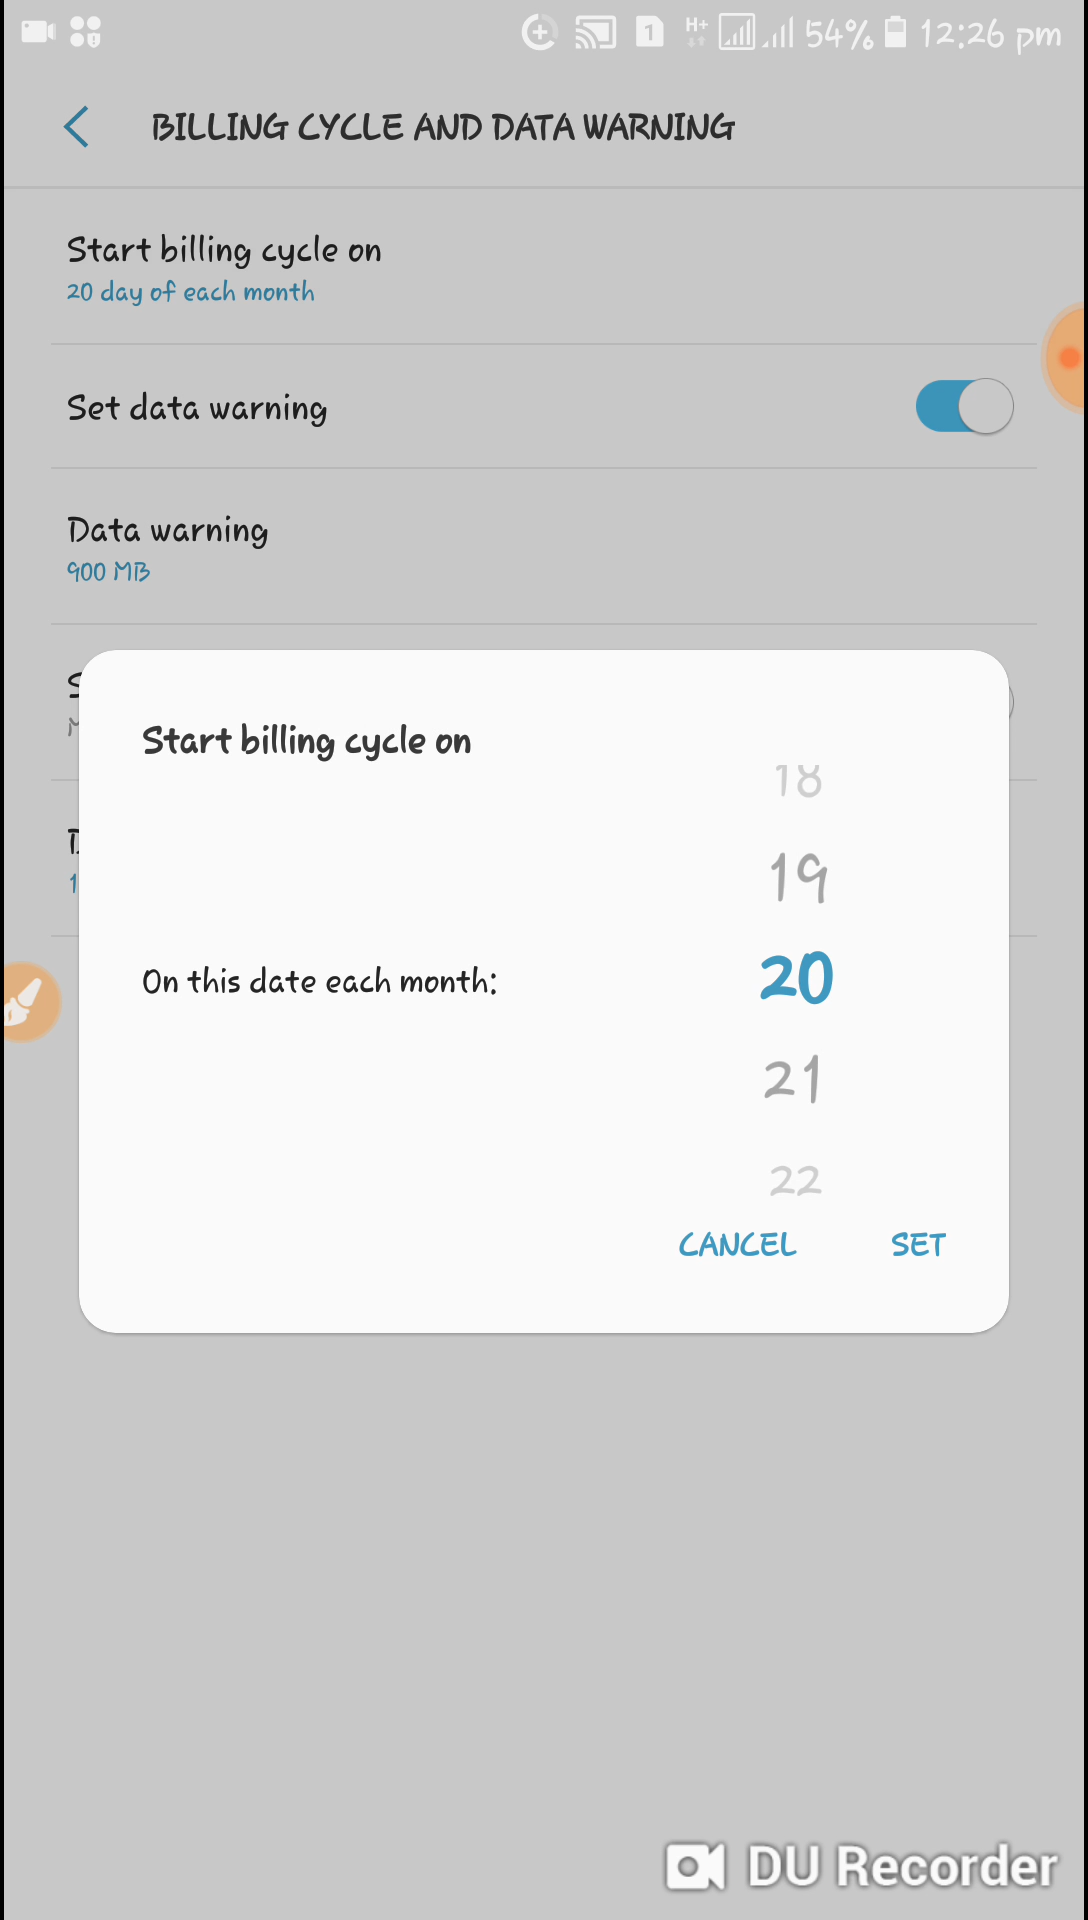 1 H+ 54% 12:26 pm
BILLING CYCLE AND DATA WARNING
Start billing cycle on
20 day of each month
Set data warning
Data warning
900 MB
Start billing cycle on
18
19
On this date each month:
20
21
22
CANCEL SET
DU Recorder